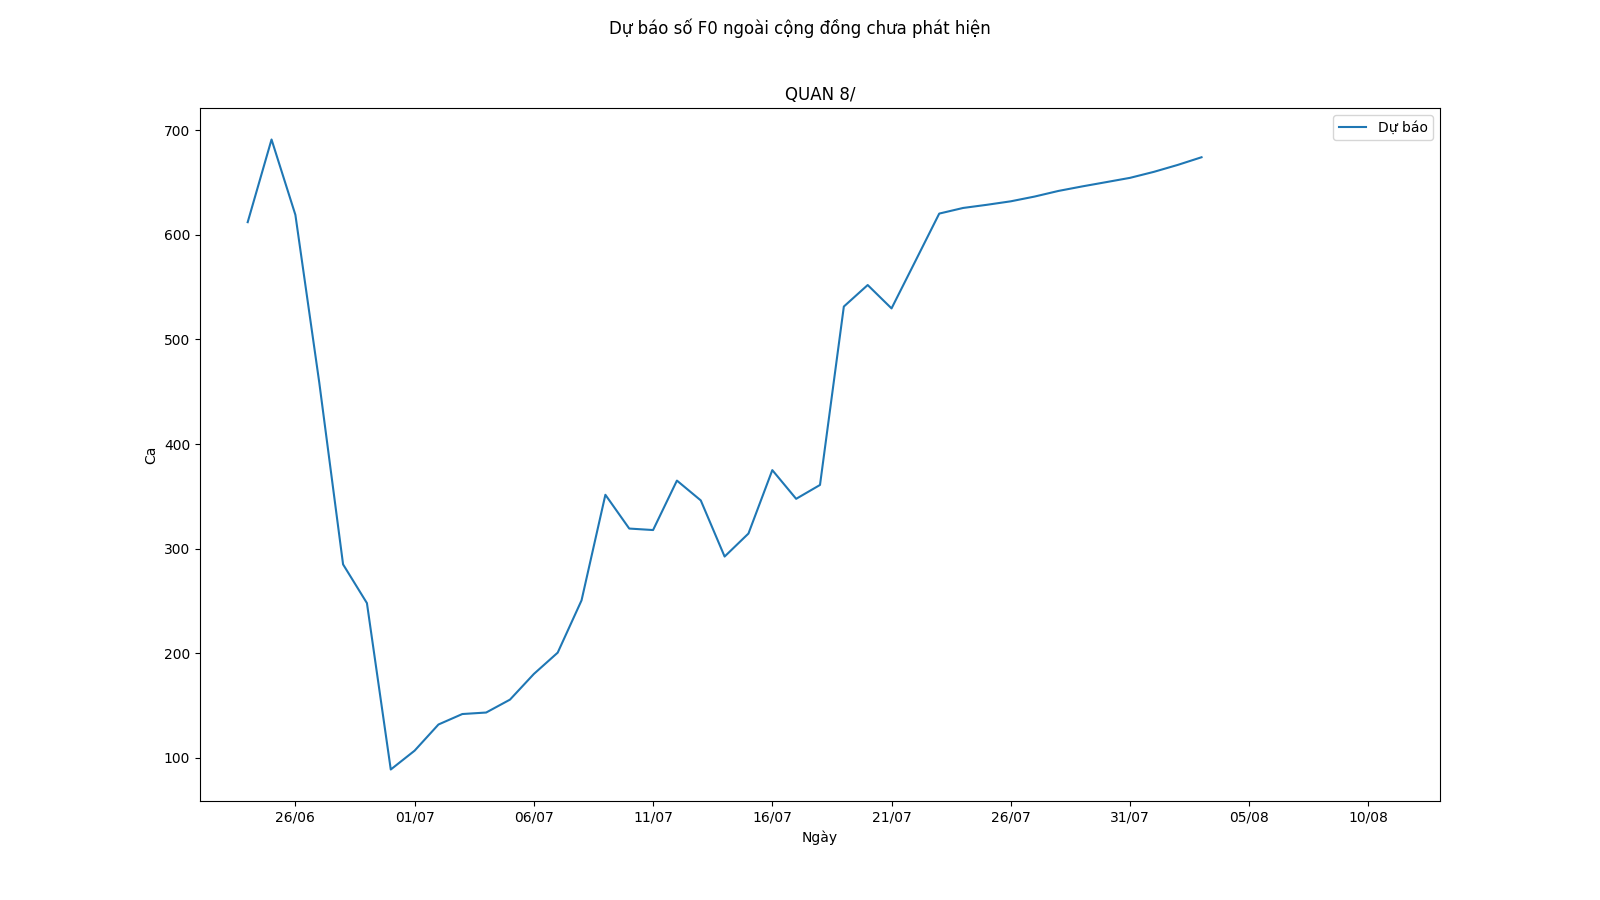 Dự báo số F0 ngoài cộng đồng chưa phát hiện
QUAN 8/
Dự báo
700
600
500
400
300
200
100
Ca
26/06 01/07 06/07 11/07 16/07 21/07 26/07 31/07 05/08 10/08
Ngày